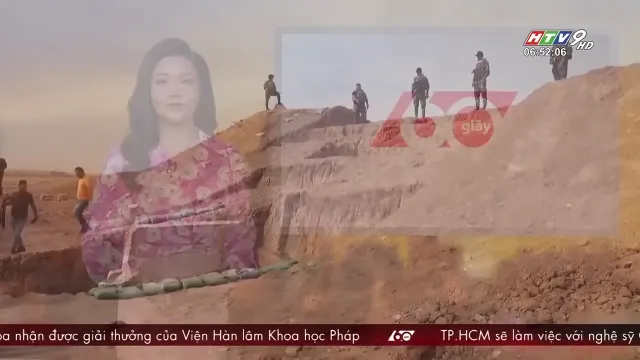 HTV9 HD
06:52:06
60 giây
oa nhận được giải thưởng của Viện Hàn lâm Khoa học Pháp 60 TP.HCM sẽ làm việc với nghệ sỹ